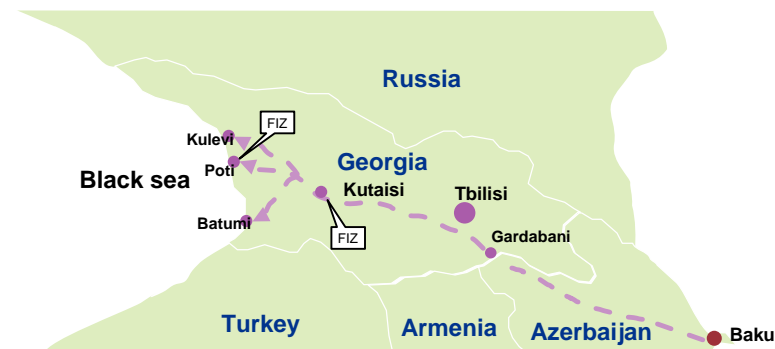 Russia
FIZ
Kulevi
Georgia
Poti
Black sea
Kutaisi
Tbilisi
Batumi
FIZ
Gardabani
Turkey
Armenia
Azerbaijan
Baku